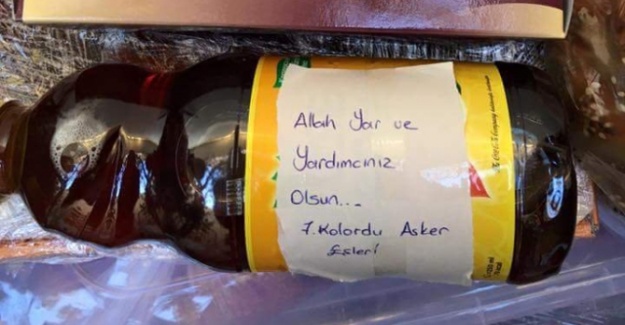 Allah Yar ve
Yardımcınız
Olsun...
7. Kolordu Asker
Eşleri